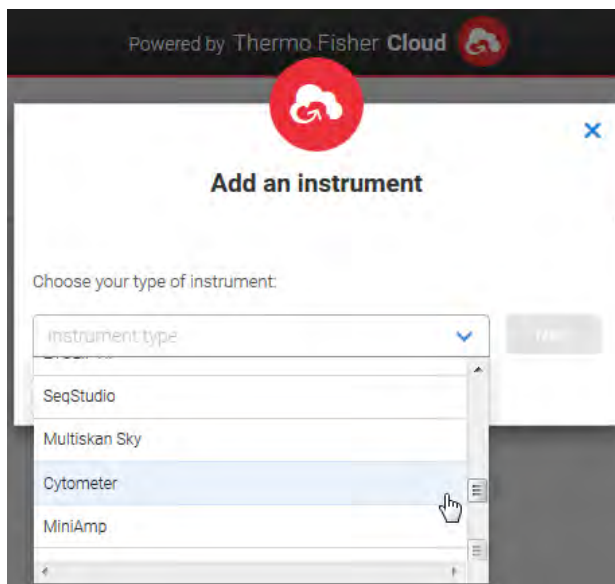 Powered by Thermo Fisher Cloud
Add an instrument
Choose your type of instrument:
Instrument type
SeqStudio
Multiskan Sky
Cytometer
MiniAmp